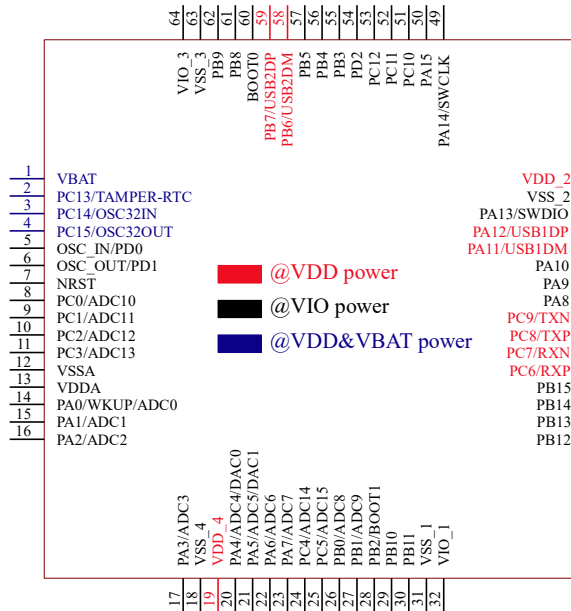 64
63
62
61
60
59
58
57
56
55
54
53
52
51
50
49
VIO_3
VSS_3
PB9
PB8
BOOT0
PB7/USB2DP
PB6/USB2DM
PB5
PB4
PB3
PD2
PC12
PC11
PC10
PA15
PA14/SWCLK
1 VBAT
2 PC13/TAMPER-RTC
3 PC14/OSC32IN
4 PC15/OSC32OUT
5 OSC_IN/PD0
6 OSC_OUT/PD1
7 NRST
8 PC0/ADC10
9 PC1/ADC11
10 PC2/ADC12
11 PC3/ADC13
12 VSSA
13 VDDA
14 PA0/WKUP/ADC0
15 PA1/ADC1
16 PA2/ADC2
@VDD power
@VIO power
@VDD&VBAT power
VDD_2
VSS_2
PA13/SWDIO
PA12/USB1DP
PA11/USB1DM
PA10
PA9
PA8
PC9/TXN
PC8/TXP
PC7/RXN
PC6/RXP
PB15
PB14
PB13
PB12
PA3/ADC3
VSS_4
VDD_4
PA4/ADC4/DAC0
PA5/ADC5/DAC1
PA6/ADC6
PA7/ADC7
PC4/ADC14
PC5/ADC15
PB0/ADC8
PB1/ADC9
PB2/BOOT1
PB10
PB11
VSS_1
VIO_1
17
18
19
20
21
22
23
24
25
26
27
28
29
30
31
32